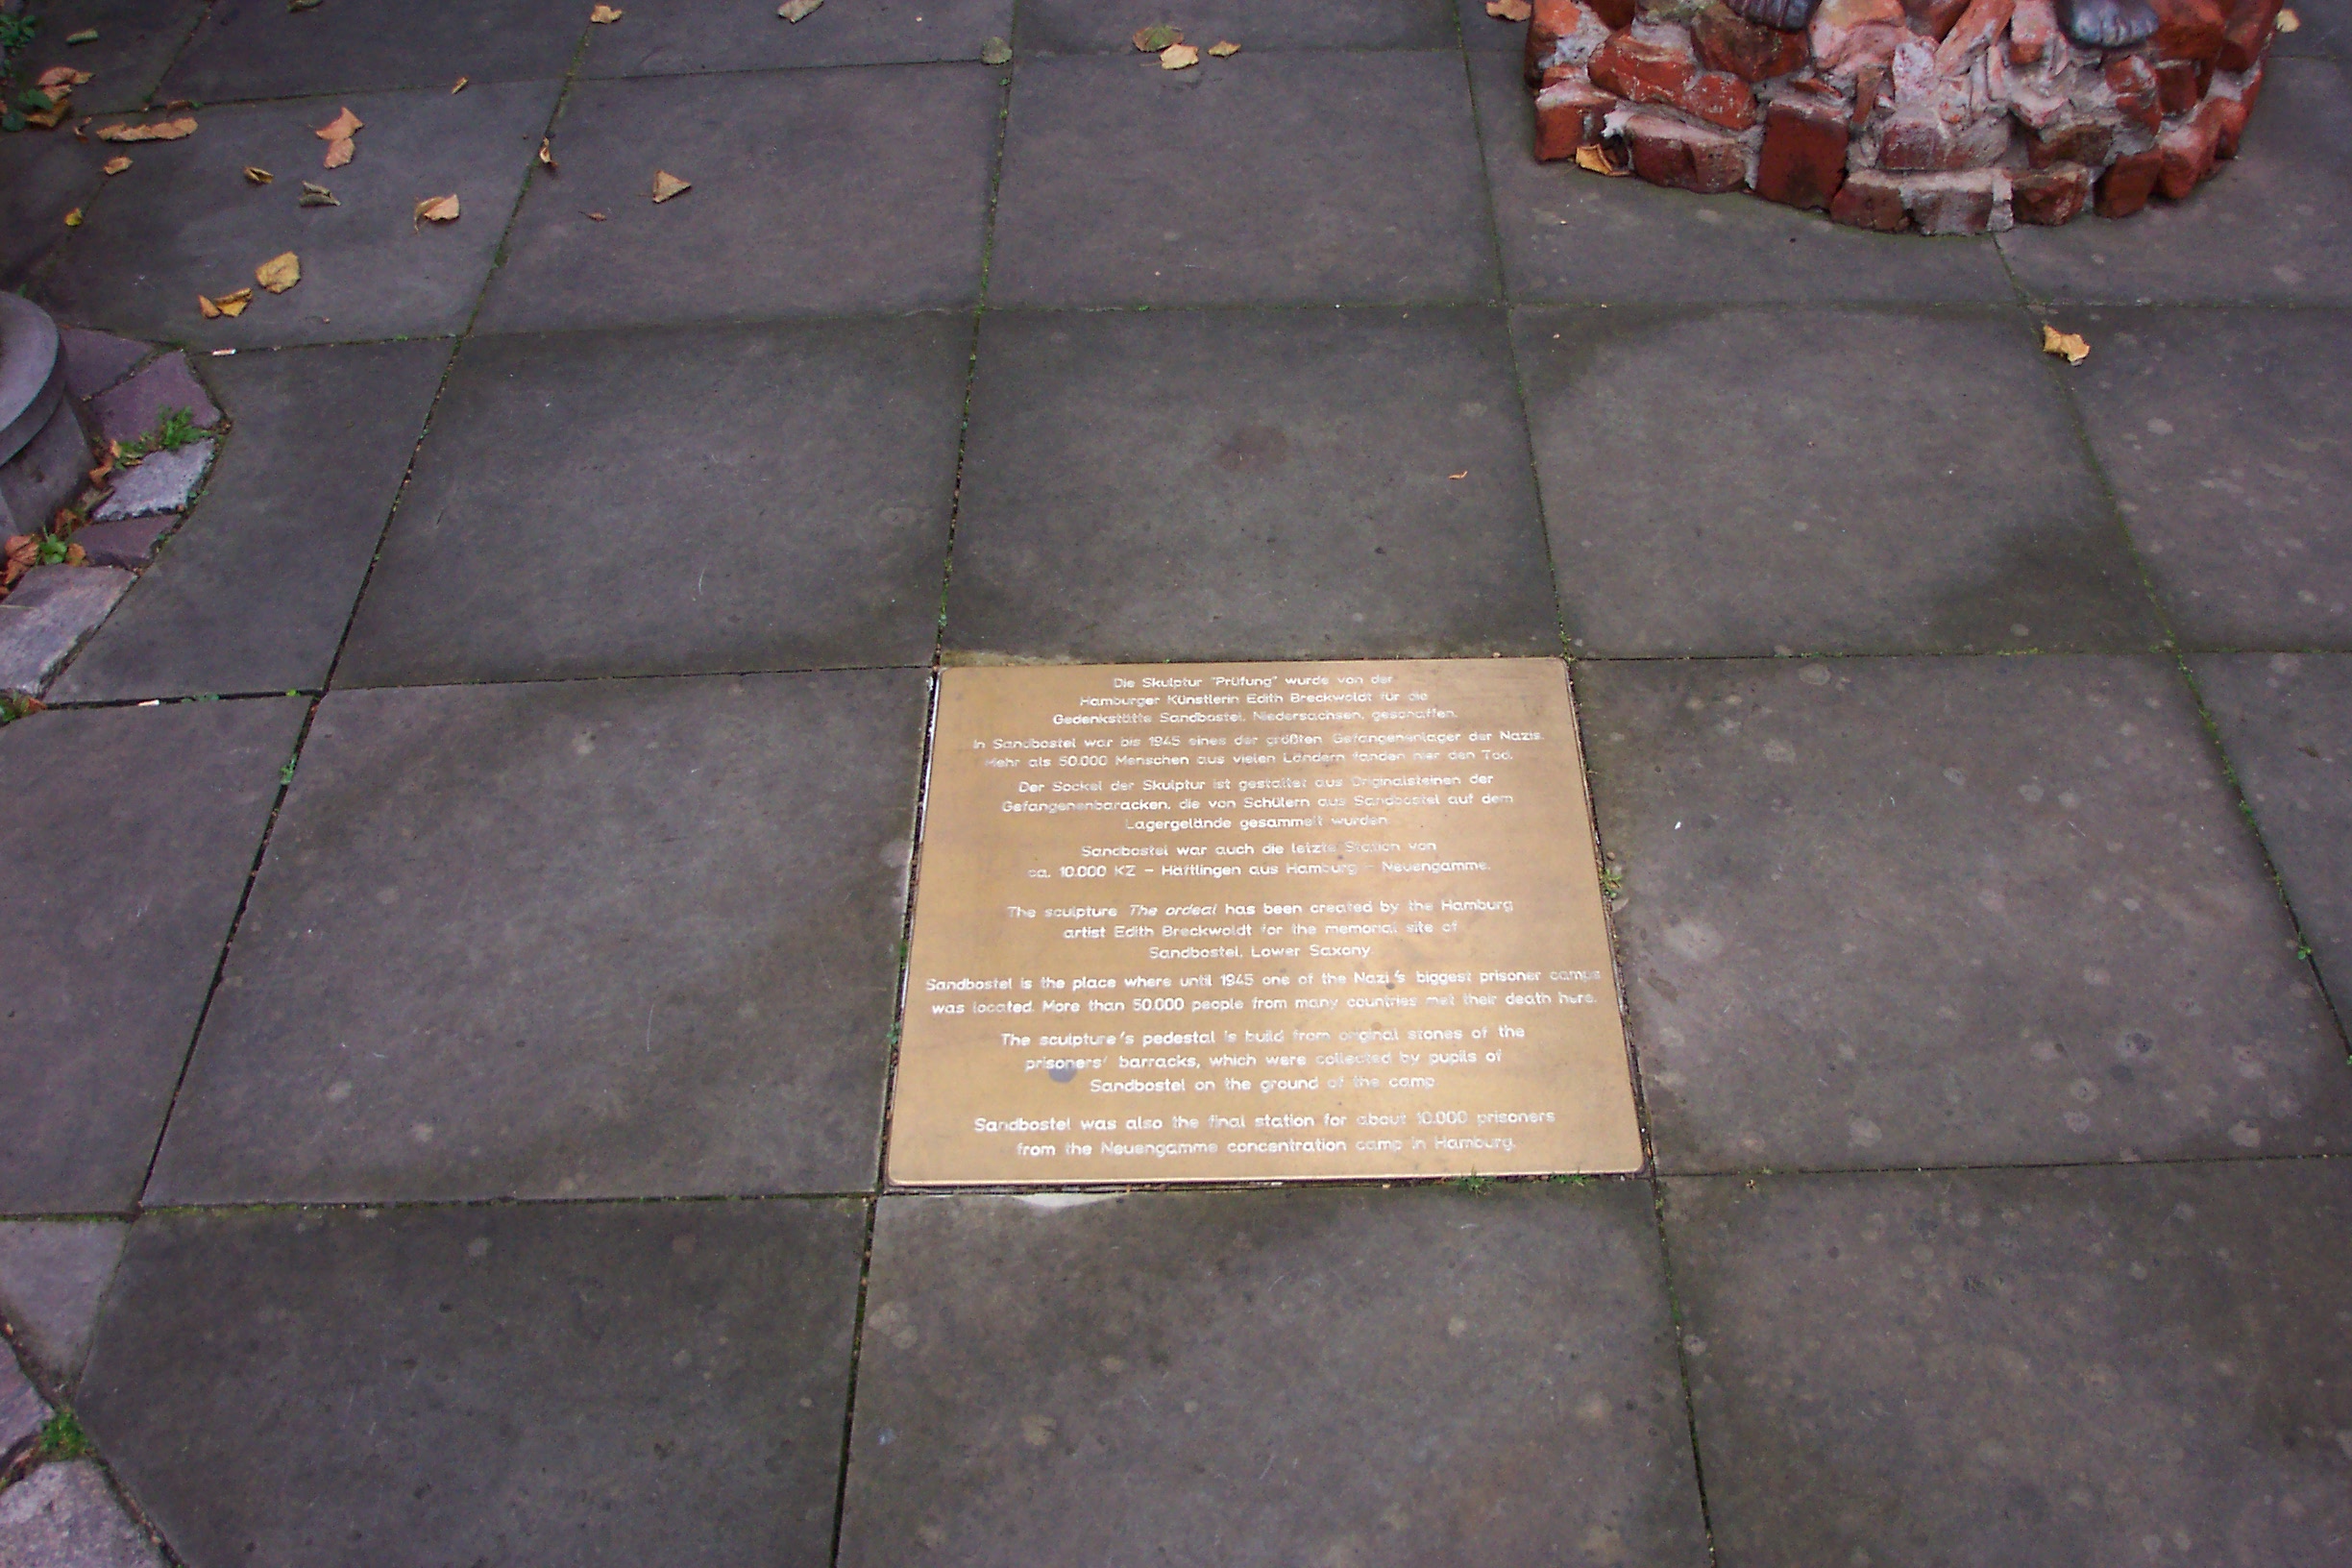 Die Skulptur "Prüfung" wurde von der
Hamburger Künstlerin Edith Breckwoldt für die
Gedenkstätte Sandbostel, Niedersachsen, geschaffen.
In Sandbostel war bis 1945 eines der größten Gefangenenlager der Nazis.
Mehr als 50.000 Menschen aus vielen Ländern fanden hier den Tod.
Der Sockel der Skulptur ist gestaltet aus Originalsteinen der
Gefangenenbaracken, die von Schülern aus Sandbostel auf dem
Lagergelände gesammelt wurden
Sandbostel war auch die letzte Station von
ca. 10.000 KZ - Häftlingen aus Hamburg - Neuengamme.
The sculpture The ordeal has been created by the Hamburg
artist Edith Breckwoldt for the memorial site of
Sandbostel, Lower Saxony.
Sandbostel is the place where until 1945 one of the Nazi's biggest prisoner camps
was located. More than 50.000 people from many countries met their death here.
The sculpture's pedestal is build from original stones of the
prisoners' barracks, which were collected by pupils of
Sandbostel on the ground of the camp
Sandbostel was also the final station for about 10.000 prisoners
from the Neuengamme concentration camp in Hamburg.